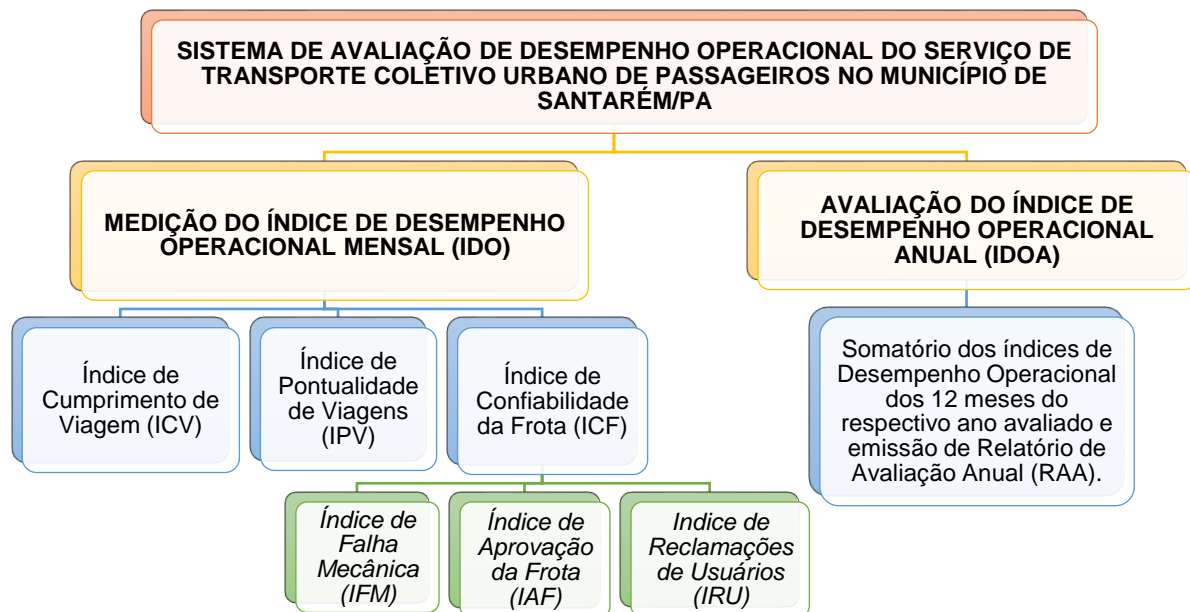 SISTEMA DE AVALIAÇÃO DE DESEMPENHO OPERACIONAL DO SERVIÇO DE
TRANSPORTE COLETIVO URBANO DE PASSAGEIROS NO MUNICÍPIO DE
SANTARÉM/PA
MEDIÇÃO DO ÍNDICE DE DESEMPENHO
OPERACIONAL MENSAL (IDO)
AVALIAÇÃO DO ÍNDICE DE
DESEMPENHO OPERACIONAL
ANUAL (IDOA)
Índice de
Cumprimento de
Viagem (ICV)
Índice de
Pontualidade
de Viagens
(IPV)
Índice de
Confiabilidade
da Frota (ICF)
Somatório dos índices de
Desempenho Operacional
dos 12 meses do
respectivo ano avaliado e
emissão de Relatório de
Avaliação Anual (RAA).
Índice de
Falha
Mecânica
(IFM)
Índice de
Aprovação
da Frota
(IAF)
Indice de
Reclamações
de Usuários
(IRU)